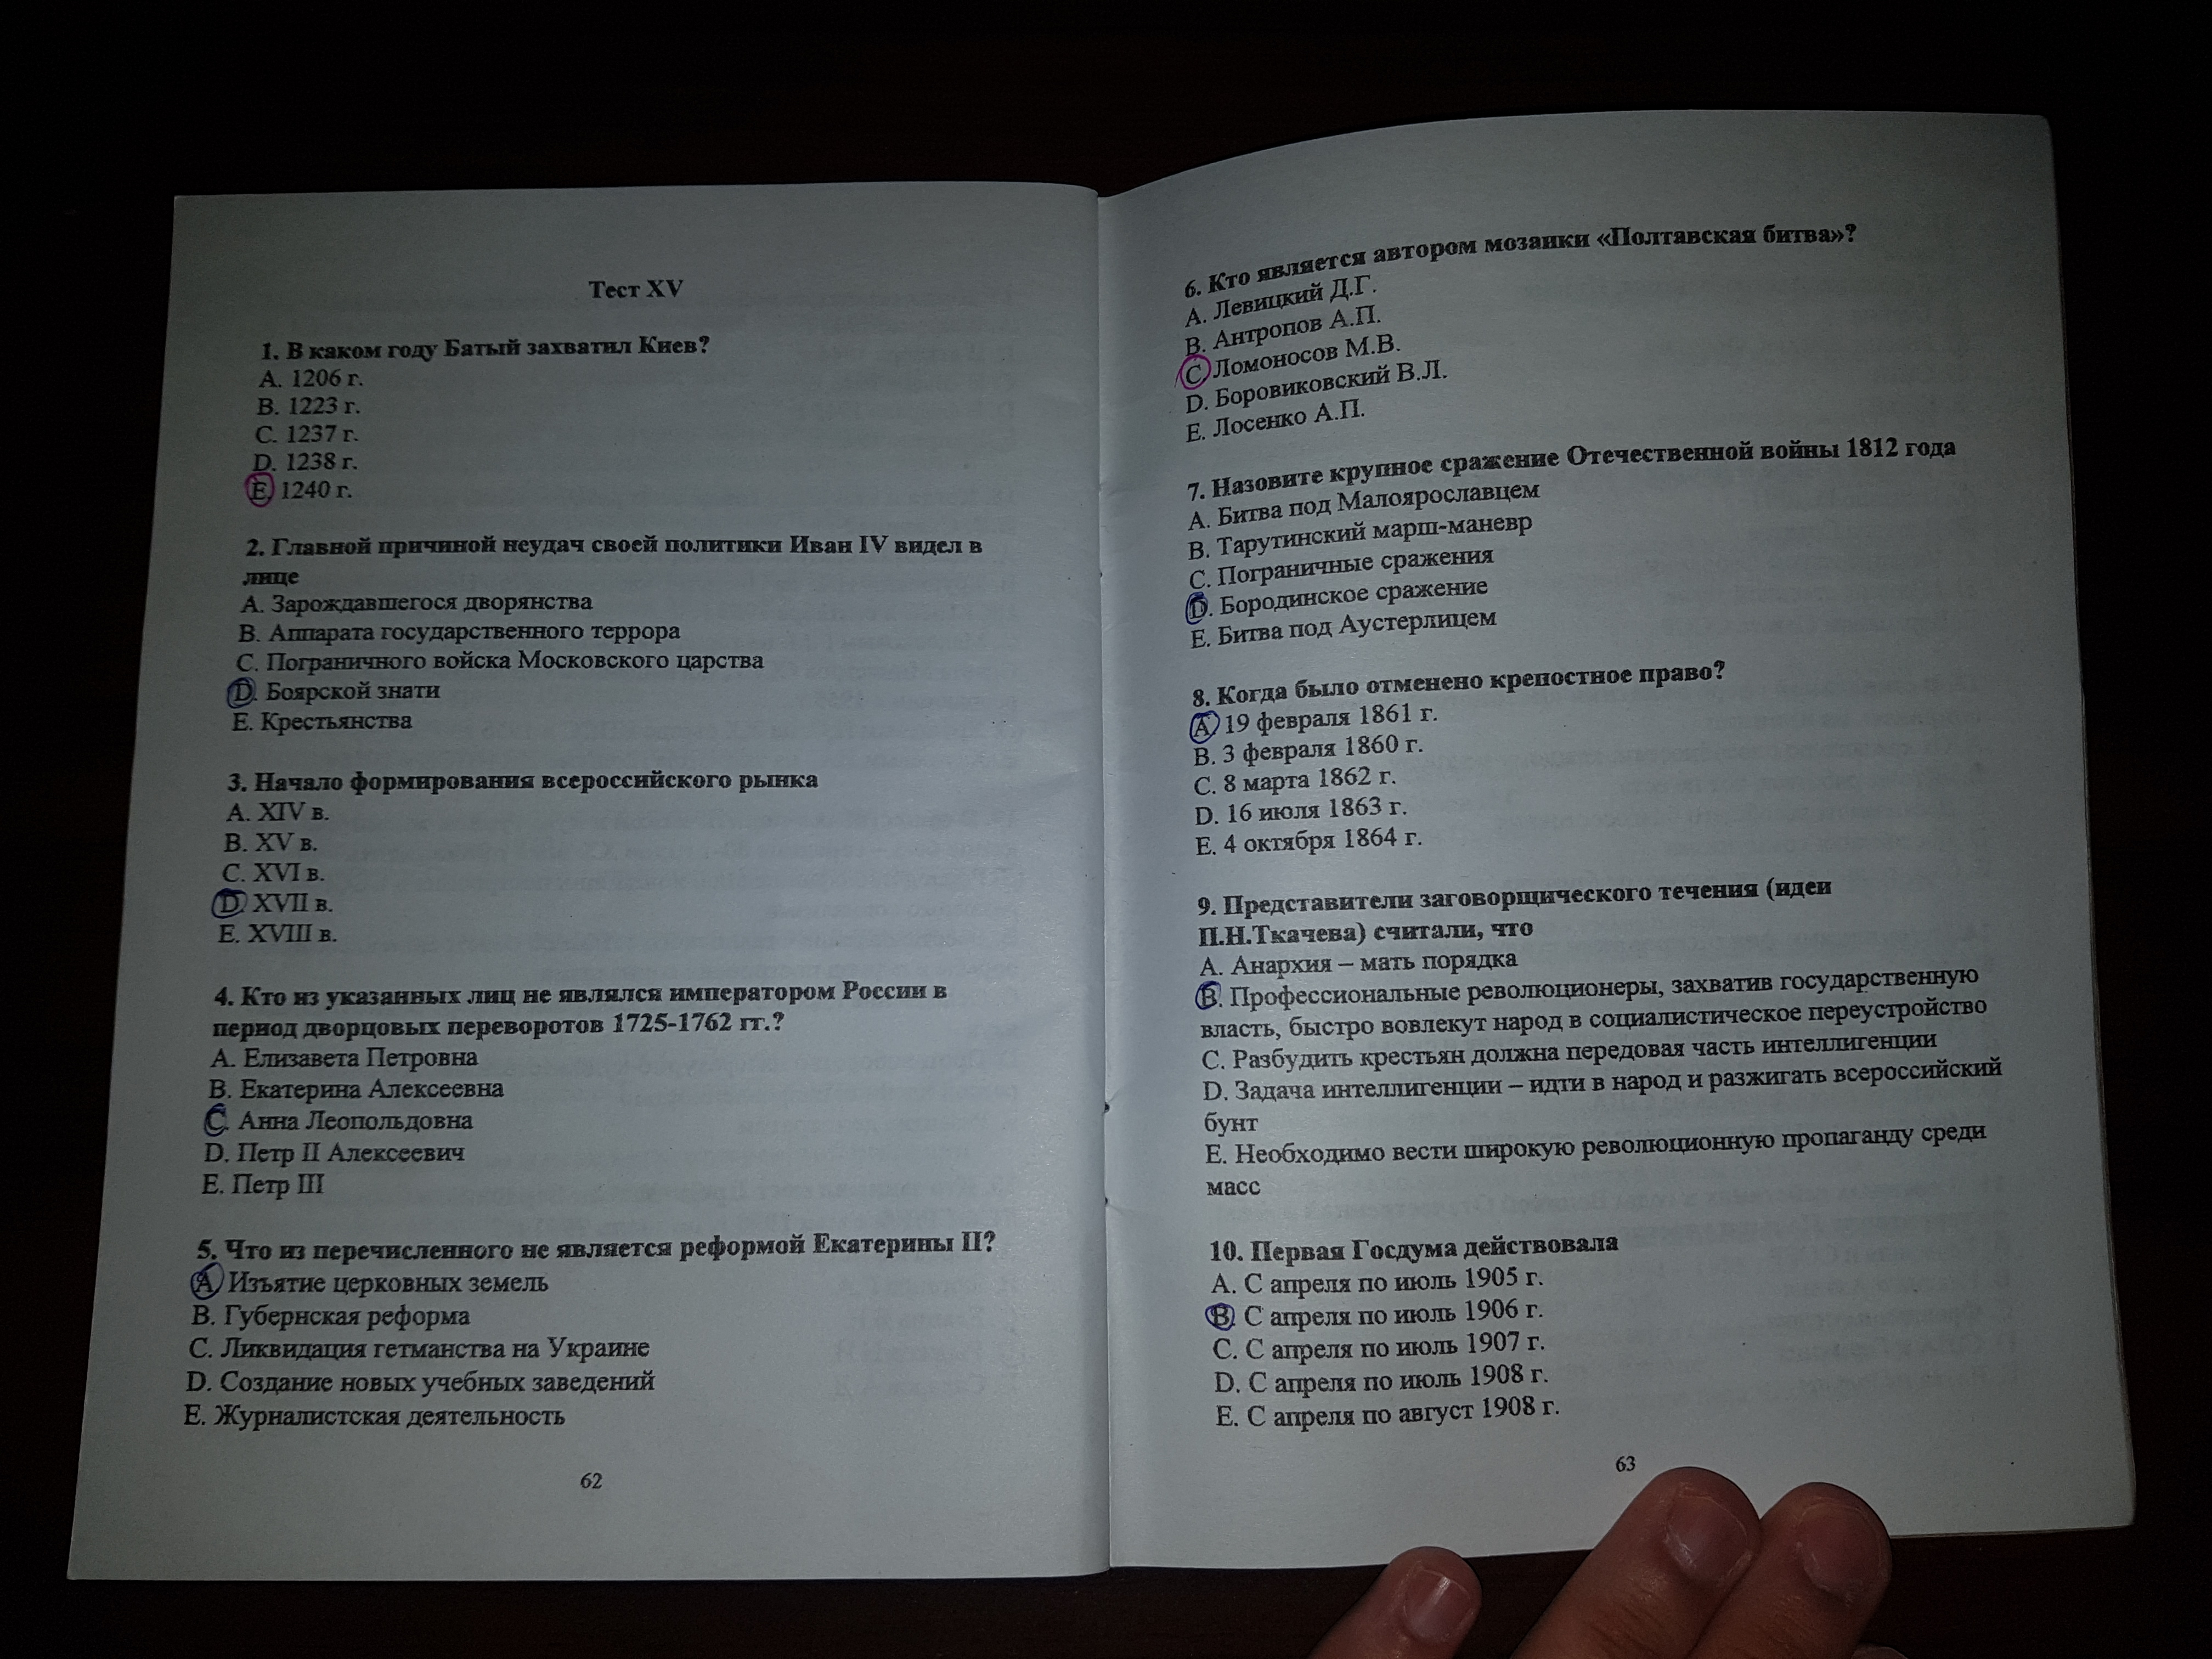 Тест XV
1. В каком году Батый захватил Киев?
A. 1206 г.
B. 1223 г.
C. 1237 г.
D. 1238 г.
E. 1240 г.
2. Главной причиной неудач своей политики Иван IV видел в
лице
A. Зарождавшегося дворянства
B. Аппарата государственного террора
C. Пограничного войска Московского царства
D. Боярской знати
E. Крестьянства
3. Начало формирования всероссийского рынка
A. XIV в.
B. XV в.
C. XVI в.
D. XVII в.
E. XVIII в.
4. Кто из указанных лиц не являлся императором России в
период дворцовых переворотов 1725-1762 гг.?
A. Елизавета Петровна
B. Екатерина Алексеевна
C. Анна Леопольдовна
D. Петр II Алексеевич
E. Петр III
5. Что из перечисленного не является реформой Екатерины II?
A. Изъятие церковных земель
B. Губернская реформа
C. Ликвидация гетманства на Украине
D. Создание новых учебных заведений
E. Журналистская деятельность
62
6. Кто является автором мозаики «Полтавская битва»?
A. Левицкий Д.Г.
B. Антропов А.П.
C. Ломоносов М.В.
D. Боровиковский В.Л.
E. Лосенко А.П.
7. Назовите крупное сражение Отечественной войны 1812 года
A. Битва под Малоярославцем
B. Тарутинский марш-маневр
C. Пограничные сражения
D. Бородинское сражение
E. Битва под Аустерлицем
8. Когда было отменено крепостное право?
A. 19 февраля 1861 г.
B. 3 февраля 1860 г.
C. 8 марта 1862 г.
D. 16 июля 1863 г.
E. 4 октября 1864 г.
9. Представители заговорщического течения (идеи
П.Н.Ткачева) считали, что
A. Анархия – мать порядка
B. Профессиональные революционеры, захватив государственную
власть, быстро вовлекут народ в социалистическое переустройство
C. Разбудить крестьян должна передовая часть интеллигенции
D. Задача интеллигенции – идти в народ и разжигать всероссийский
бунт
E. Необходимо вести широкую революционную пропаганду среди
масс
10. Первая Госдума действовала
A. С апреля по июль 1905 г.
B. С апреля по июль 1906 г.
C. С апреля по июль 1907 г.
D. С апреля по июль 1908 г.
E. С апреля по август 1908 г.
63